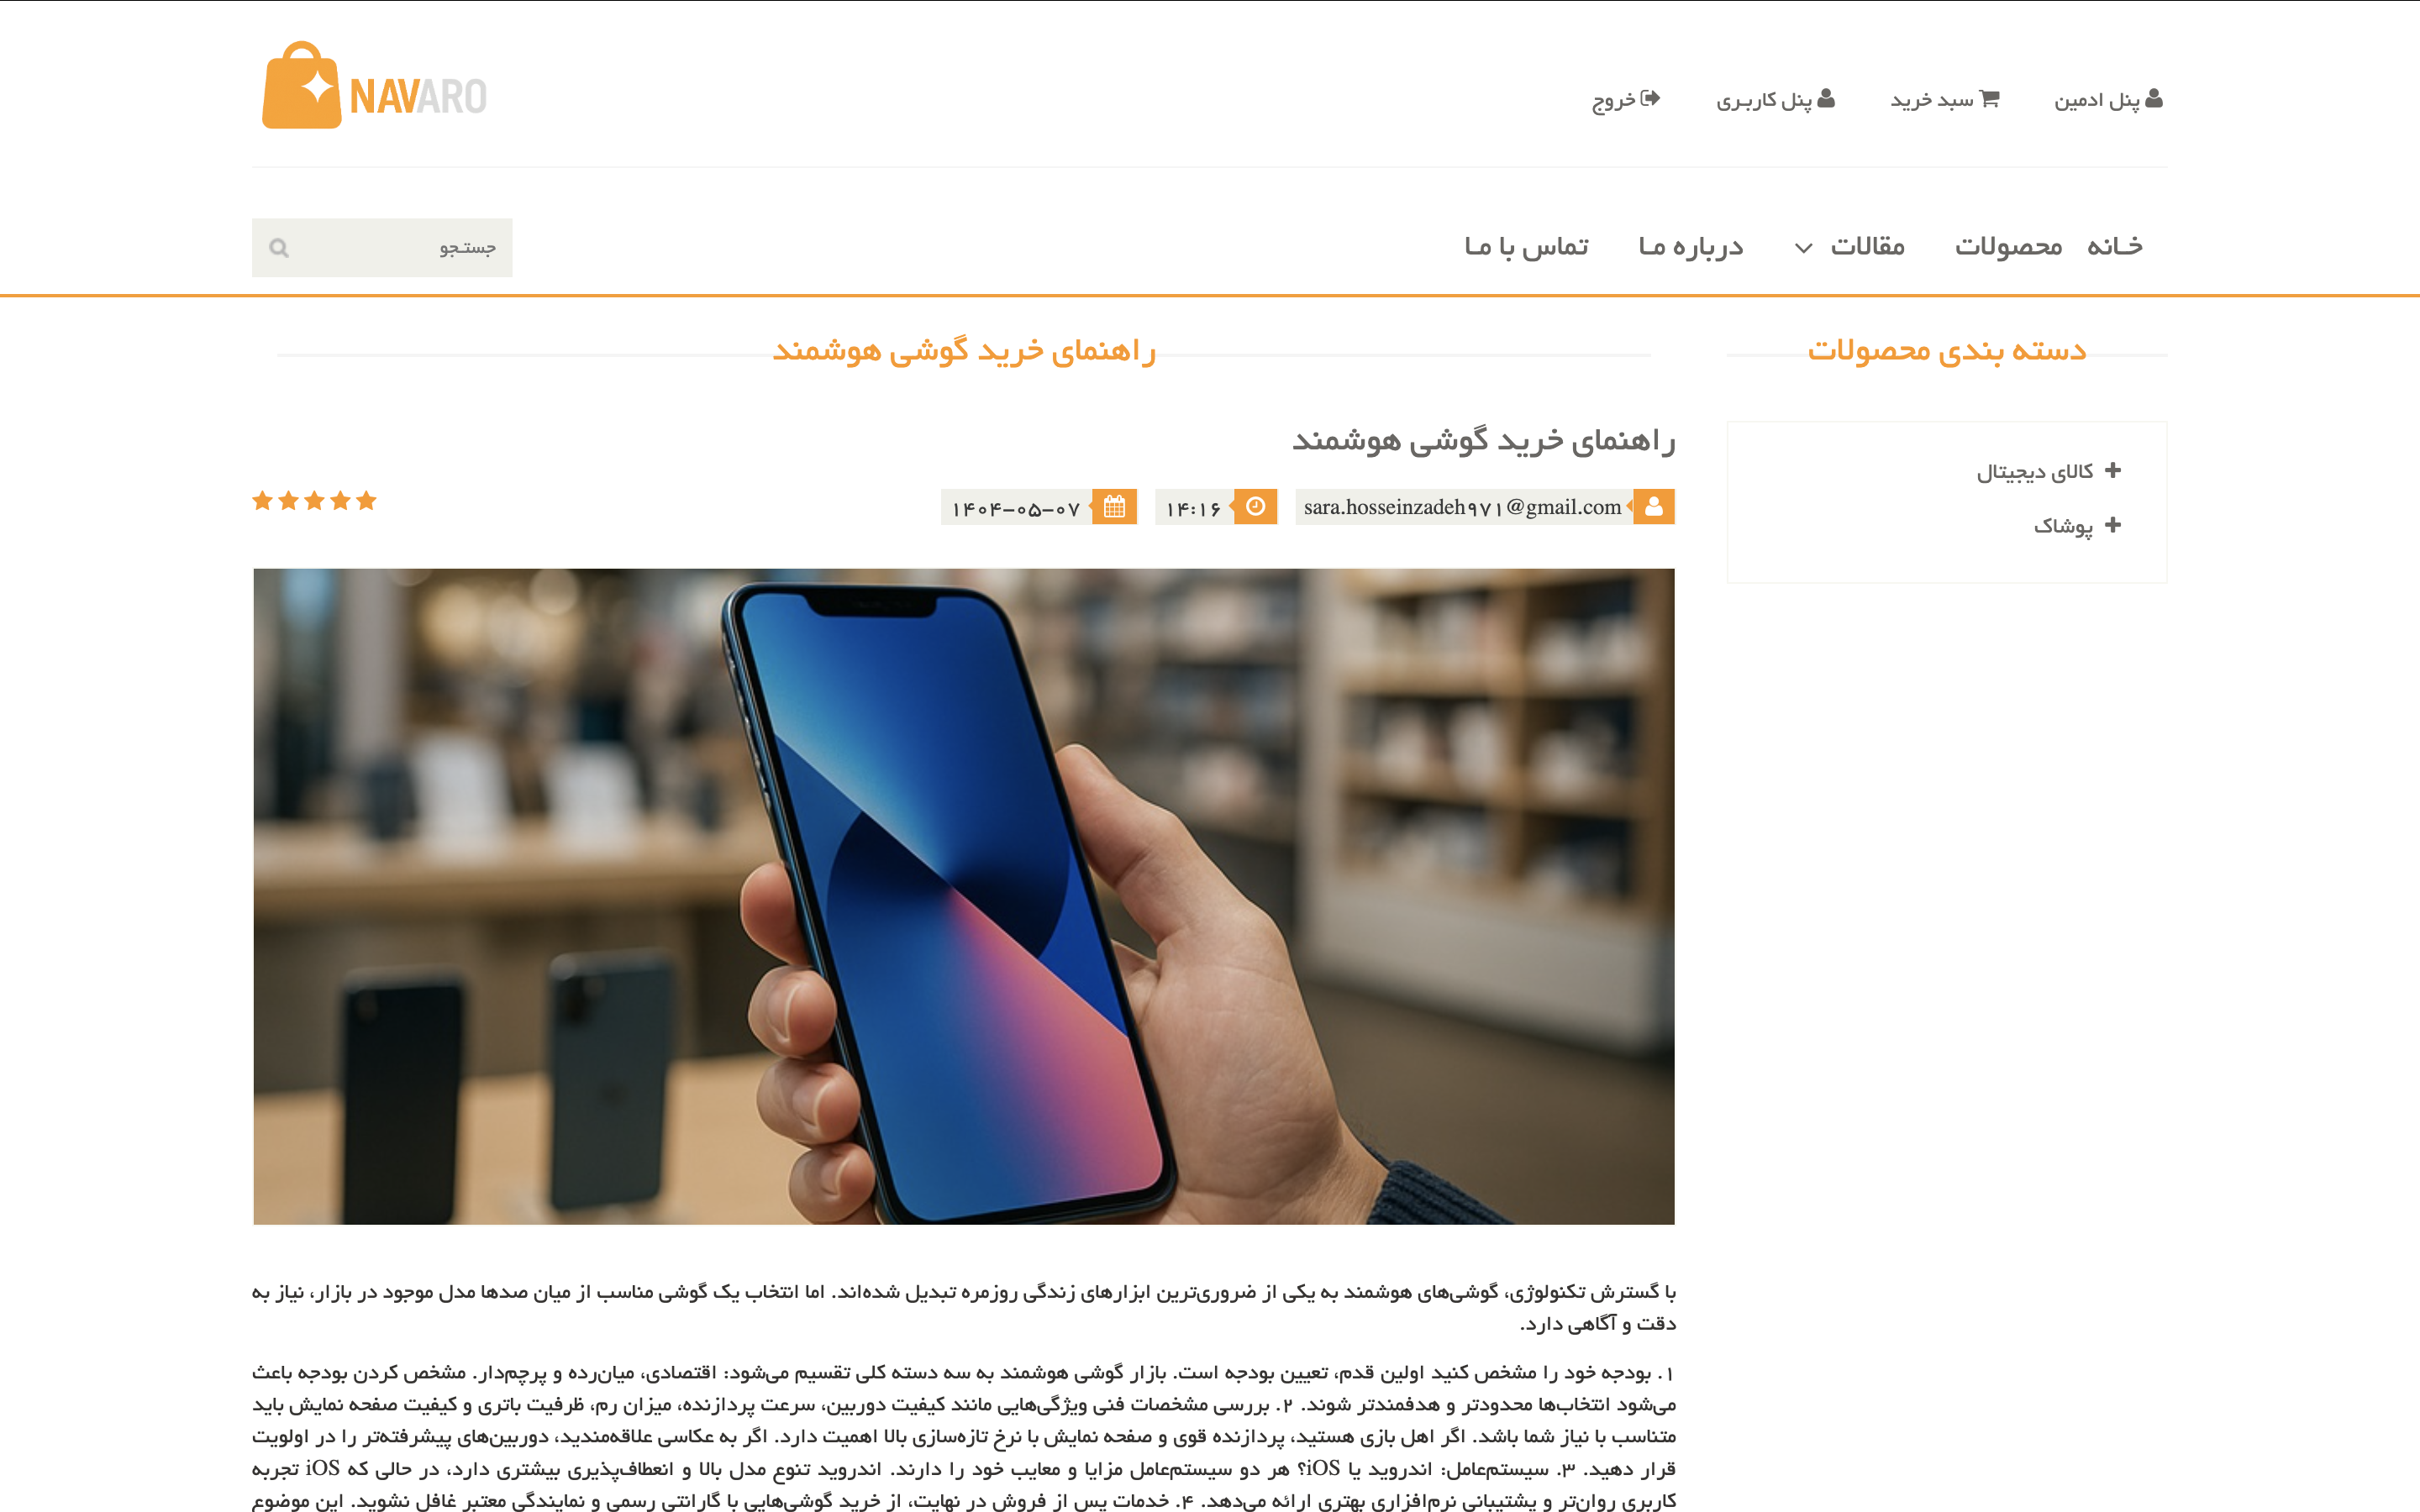 NAVARO
پنل ادمین
سبد خرید
پنل کاربری
خروج
خانه
محصولات
مقالات
درباره ما
تماس با ما
جستجو
دسته بندی محصولات
کالای دیجیتال
پوشاک
راهنمای خرید گوشی هوشمند
راهنمای خرید گوشی هوشمند
sara.hosseinzadeh۹۷۱@gmail.com
۱۴:۱۶
۱۴۰۴-۰۵-۰۷
با گسترش تکنولوژی، گوشی‌های هوشمند به یکی از ضروری‌ترین ابزارهای زندگی روزمره تبدیل شده‌اند. اما انتخاب یک گوشی مناسب از میان صدها مدل موجود در بازار، نیاز به
دقت و آگاهی دارد.
۱. بودجه خود را مشخص کنید اولین قدم، تعیین بودجه است. بازار گوشی هوشمند به سه دسته کلی تقسیم می‌شود: اقتصادی، میان‌رده و پرچم‌دار. مشخص کردن بودجه باعث
می‌شود انتخاب‌ها محدودتر و هدفمندتر شوند. ۲. بررسی مشخصات فنی ویژگی‌هایی مانند کیفیت دوربین، سرعت پردازنده، میزان رم، ظرفیت باتری و کیفیت صفحه نمایش باید
متناسب با نیاز شما باشد. اگر اهل بازی هستید، پردازنده قوی و صفحه نمایش با نرخ تازه‌سازی بالا اهمیت دارد. اگر به عکاسی علاقه‌مندید، دوربین‌های پیشرفته‌تر را در اولویت
قرار دهید. ۳. سیستم‌عامل: اندروید یا iOS؟ هر دو سیستم‌عامل مزایا و معایب خود را دارند. اندروید تنوع مدل بالا و انعطاف‌پذیری بیشتری دارد، در حالی که iOS تجربه
کاربری روان‌تر و پشتیبانی نرم‌افزاری بهتری ارائه می‌دهد. ۴. خدمات پس از فروش در نهایت، از خرید گوشی‌هایی با گارانتی رسمی و نمایندگی معتبر غافل نشوید. این موضوع